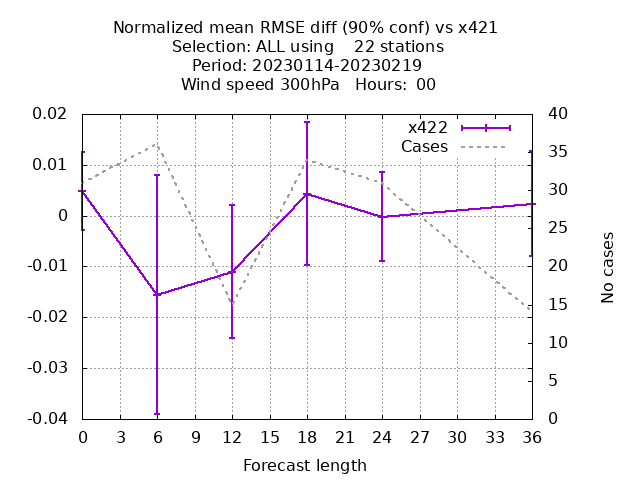 Normalized mean RMSE diff (90% conf) vs x421
Selection: ALL using    22 stations
Period: 20230114-20230219
Wind speed 300hPa   Hours:  00
x422
Cases
0.02
0.01
0
-0.01
-0.02
-0.03
-0.04
40
35
30
25
20
15
10
5
0
No cases
0 3 6 9 12 15 18 21 24 27 30 33 36
Forecast length